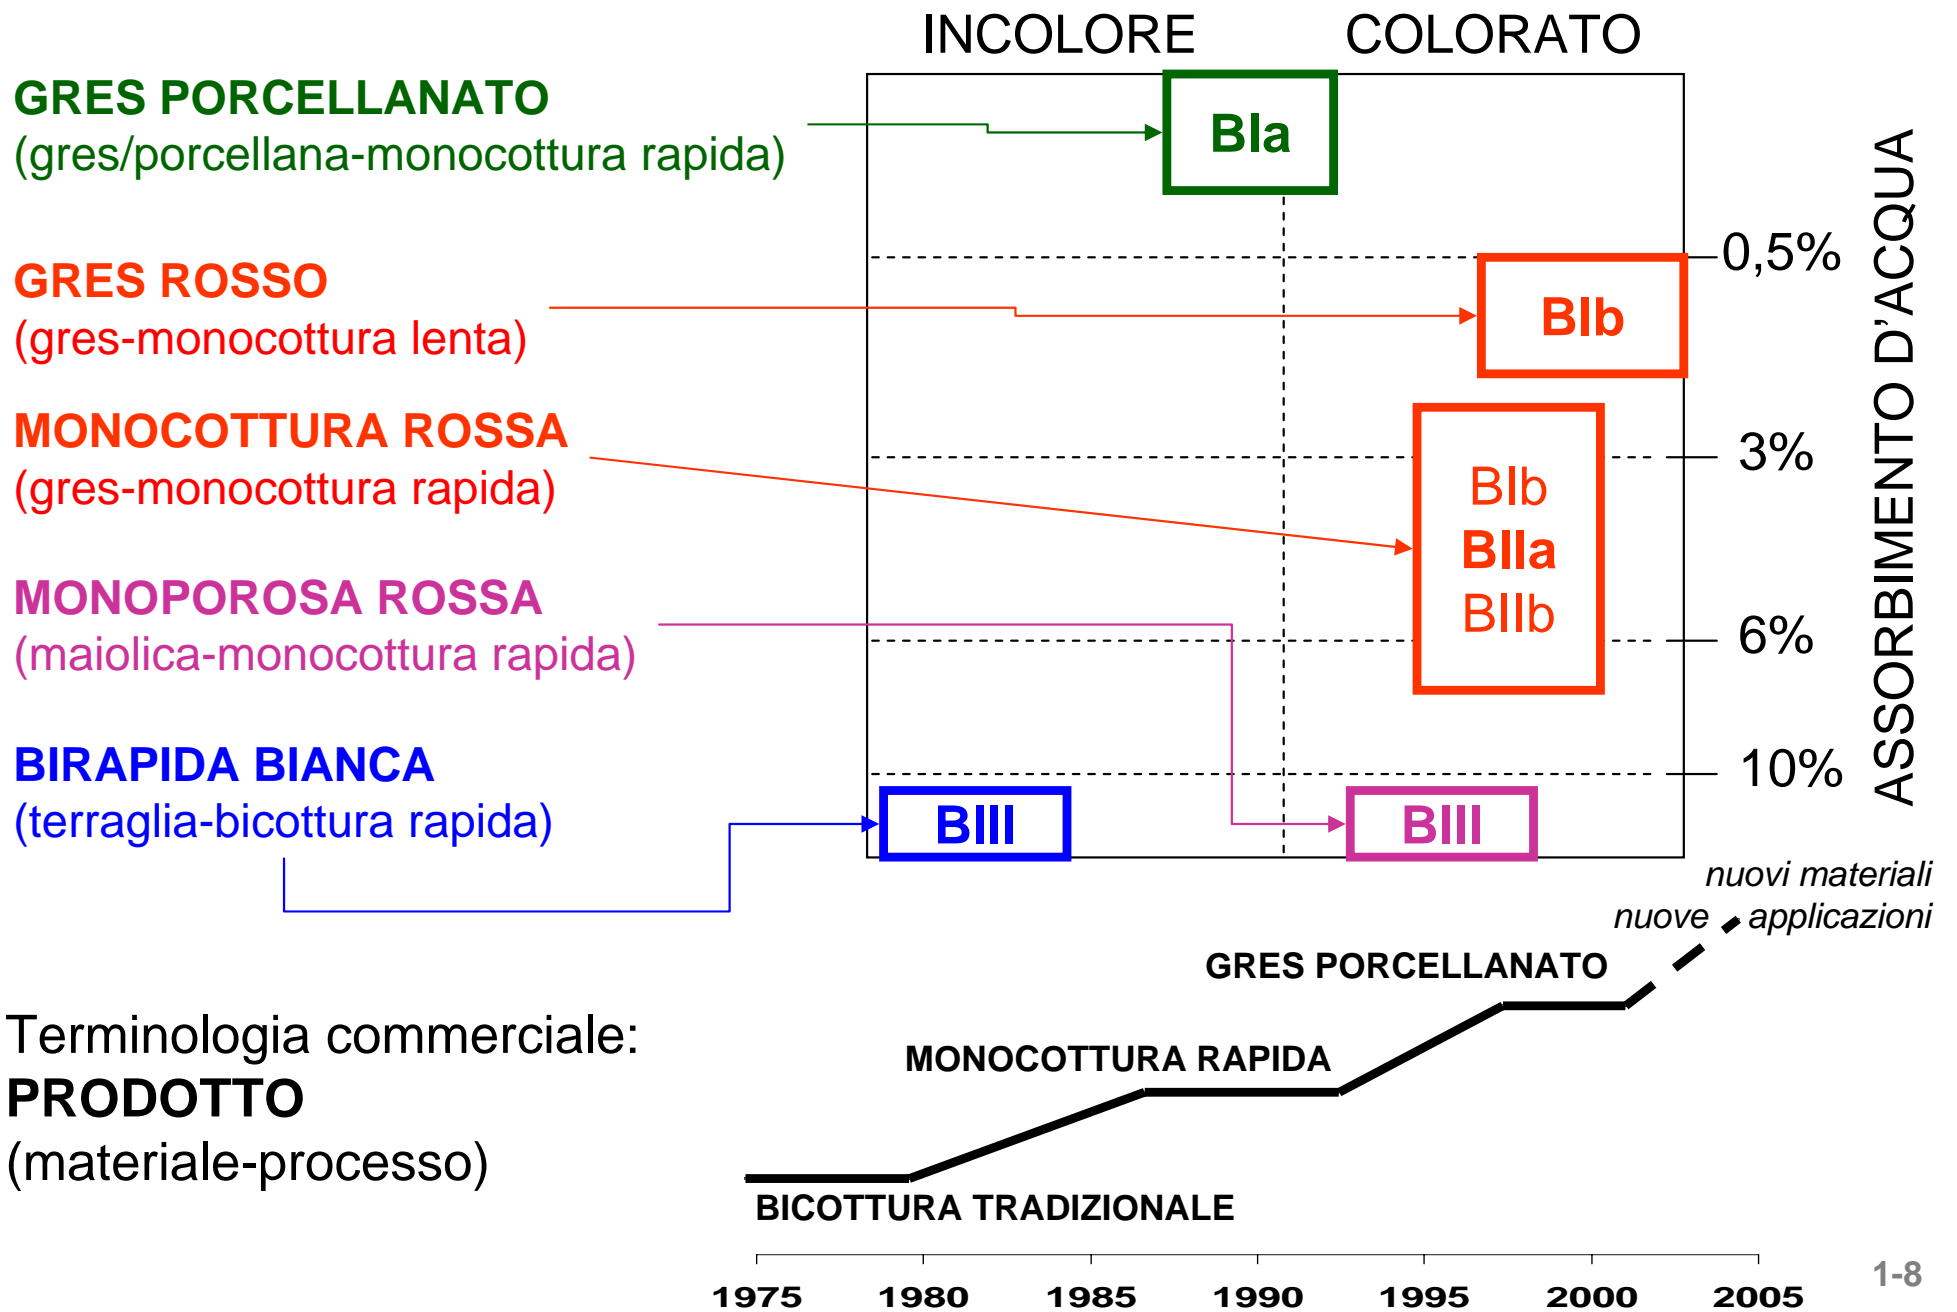 INCOLORE COLORATO
GRES PORCELLANATO
(gres/porcellana-monocottura rapida)
BIa
GRES ROSSO
(gres-monocottura lenta)
BIb
MONOCOTTURA ROSSA
(gres-monocottura rapida)
BIb
BIIa
BIIb
MONOPOROSA ROSSA
(maiolica-monocottura rapida)
BIRAPIDA BIANCA
(terraglia-bicottura rapida)
BIII
BIII
0,5%
3%
6%
10%
ASSORBIMENTO D’ACQUA
nuovi materiali
nuove applicazioni
GRES PORCELLANATO
MONOCOTTURA RAPIDA
BICOTTURA TRADIZIONALE
Terminologia commerciale:
PRODOTTO
(materiale-processo)
1975 1980 1985 1990 1995 2000 2005
1-8